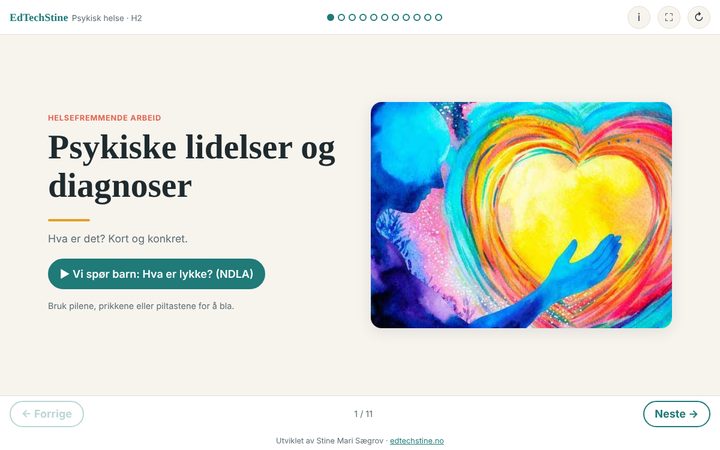 EdTechStine Psykisk helse · H2
i
HELSEFREMMENDE ARBEID
Psykiske lidelser og
diagnoser
Hva er det? Kort og konkret.
▶ Vi spør barn: Hva er lykke? (NDLA)
Bruk pilene, prikkene eller piltastene for å bla.
← Forrige
1 / 11
Neste →
Utviklet av Stine Mari Sægrov · edtechstine.no